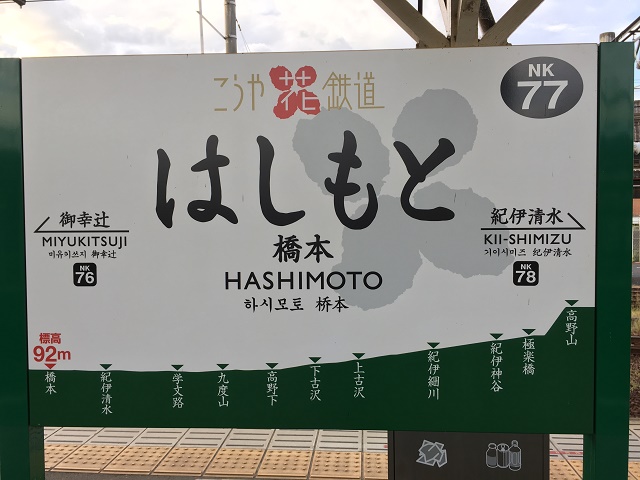 こうや花鉄道
NK
77
はしもと
御幸辻
MIYUKITSUJI
미유키쓰지 御幸辻
NK
76
橋本
HASHIMOTO
하시모토 桥本
紀伊清水
KII-SHIMIZU
기이시미즈 纪伊清水
NK
78
標高
92m
橋本
紀伊清水
学文路
九度山
高野下
下古沢
上古沢
紀伊細川
紀伊神谷
極楽橋
高野山